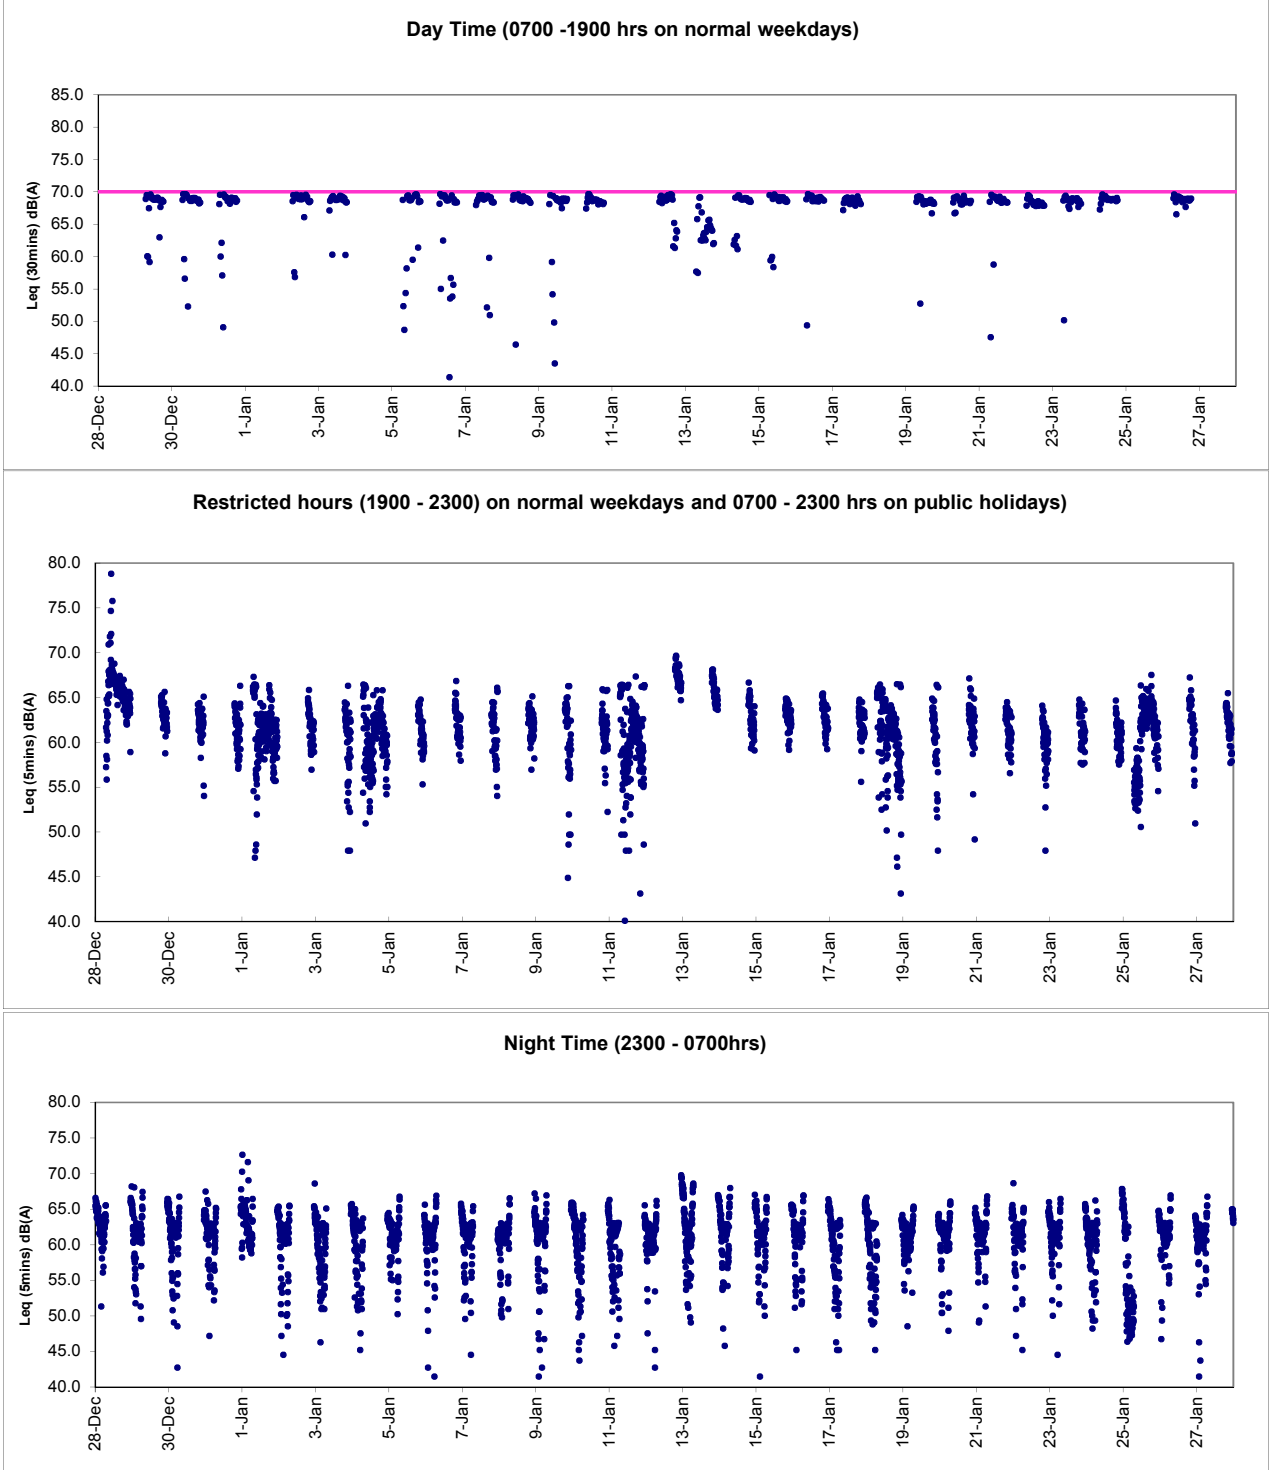 Day Time (0700 -1900 hrs on normal weekdays)
Leq (30mins) dB(A)
85.0
80.0
75.0
70.0
65.0
60.0
55.0
50.0
45.0
40.0
28-Dec
30-Dec
1-Jan
3-Jan
5-Jan
7-Jan
9-Jan
11-Jan
13-Jan
15-Jan
17-Jan
19-Jan
21-Jan
23-Jan
25-Jan
27-Jan
Restricted hours (1900 - 2300) on normal weekdays and 0700 - 2300 hrs on public holidays)
Leq (5mins) dB(A)
80.0
75.0
70.0
65.0
60.0
55.0
50.0
45.0
40.0
28-Dec
30-Dec
1-Jan
3-Jan
5-Jan
7-Jan
9-Jan
11-Jan
13-Jan
15-Jan
17-Jan
19-Jan
21-Jan
23-Jan
25-Jan
27-Jan
Night Time (2300 - 0700hrs)
Leq (5mins) dB(A)
80.0
75.0
70.0
65.0
60.0
55.0
50.0
45.0
40.0
28-Dec
30-Dec
1-Jan
3-Jan
5-Jan
7-Jan
9-Jan
11-Jan
13-Jan
15-Jan
17-Jan
19-Jan
21-Jan
23-Jan
25-Jan
27-Jan